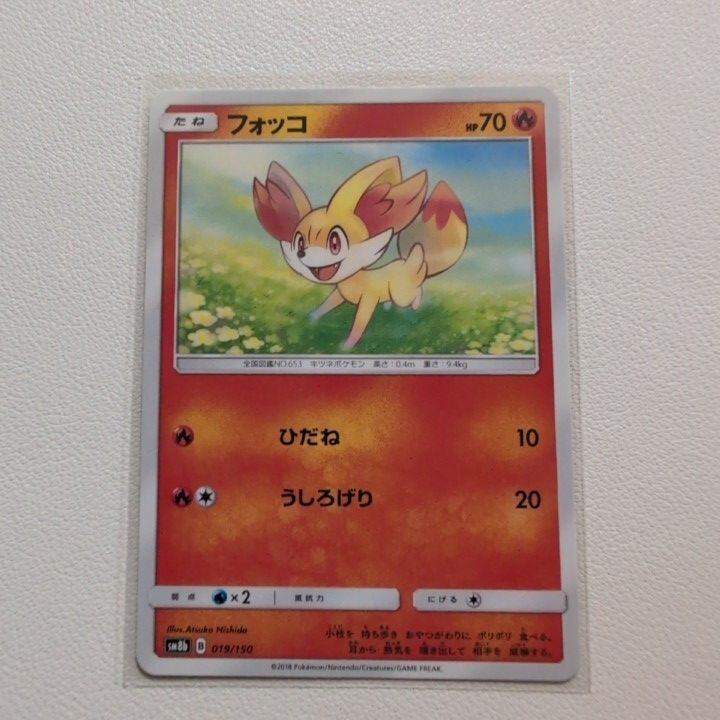 たね フォッコ HP70
全国図鑑NO.653 キツネポケモン 高さ:0.4m 重さ:9.4kg
ひだね 10
うしろげり 20
弱点 ×2 抵抗力 にげる
Illus.Atsuko Nishida
小枝を 持ち歩き おやつがわりに ポリポリ 食べる。
耳から 熱気を 噴き出して 相手を 威嚇する。
SM8b B 019/150
©2018 Pokémon/Nintendo/Creatures/GAME FREAK.